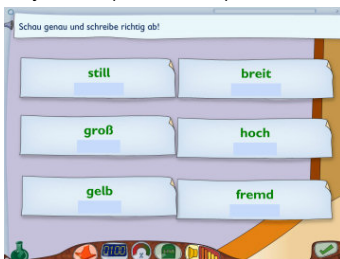 Schau genau und schreibe richtig ab!
still
breit
groß
hoch
gelb
fremd